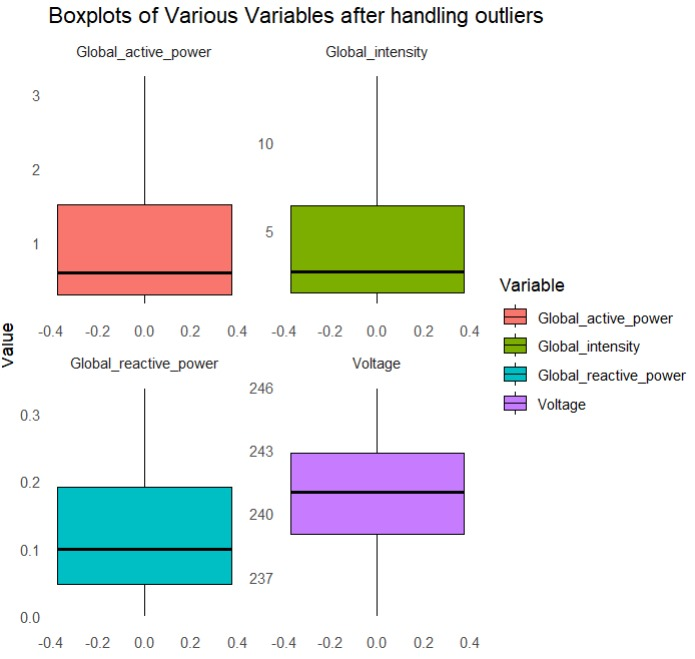 Boxplots of Various Variables after handling outliers
Global_active_power
Global_intensity
3
2
1
10
5
-0.4 -0.2 0.0 0.2 0.4
-0.4 -0.2 0.0 0.2 0.4
Value
Global_reactive_power
Voltage
0.3
0.2
0.1
0.0
246
243
240
237
-0.4 -0.2 0.0 0.2 0.4
-0.4 -0.2 0.0 0.2 0.4
Variable
Global_active_power
Global_intensity
Global_reactive_power
Voltage